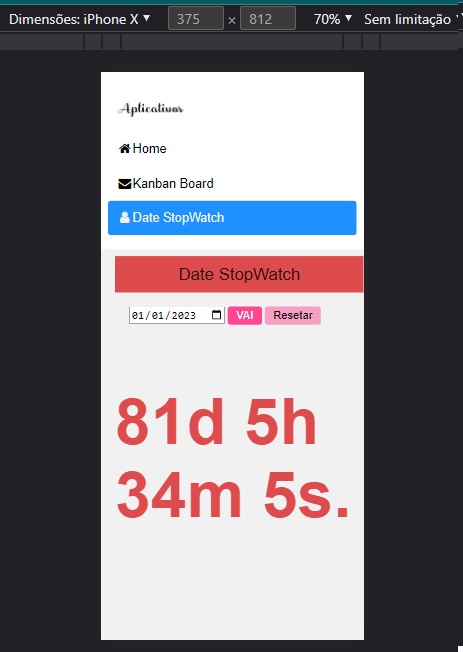 Dimensões: iPhone X ▼ 375 × 812 70% ▼ Sem limitação
Aplicativos
Home
Kanban Board
Date StopWatch
Date StopWatch
01/01/2023 VAI Resetar
81d 5h
34m 5s.